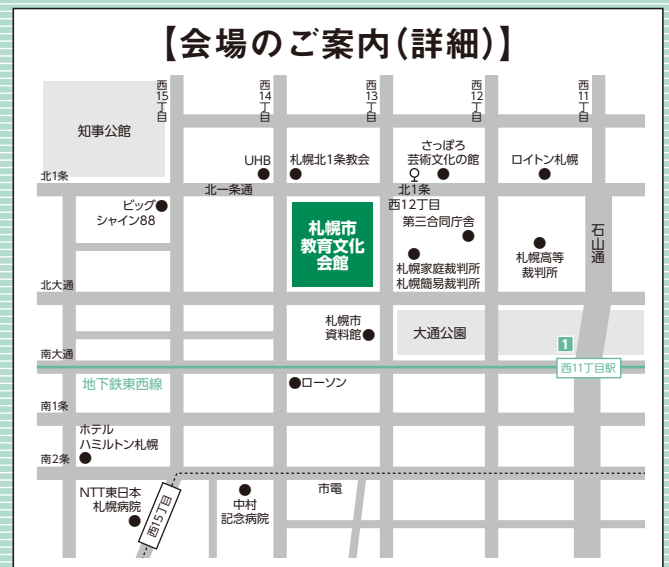 【会場のご案内(詳細)】
西15丁目
西14丁目
西13丁目
西12丁目
西11丁目
知事公館
UHB
札幌北1条教会
さっぽろ
芸術文化の館
ロイトン札幌
北1条
北一条通
北1条
西12丁目
ビッグ
シャイン88
札幌市
教育文化
会館
第三合同庁舎
石山通
札幌家庭裁判所
札幌簡易裁判所
札幌高等
裁判所
北大通
札幌市
資料館
大通公園
1
南大通
西11丁目駅
地下鉄東西線
ローソン
南1条
ホテル
ハミルトン札幌
南2条
NTT東日本
札幌病院
西15丁目
中村
記念病院
市電